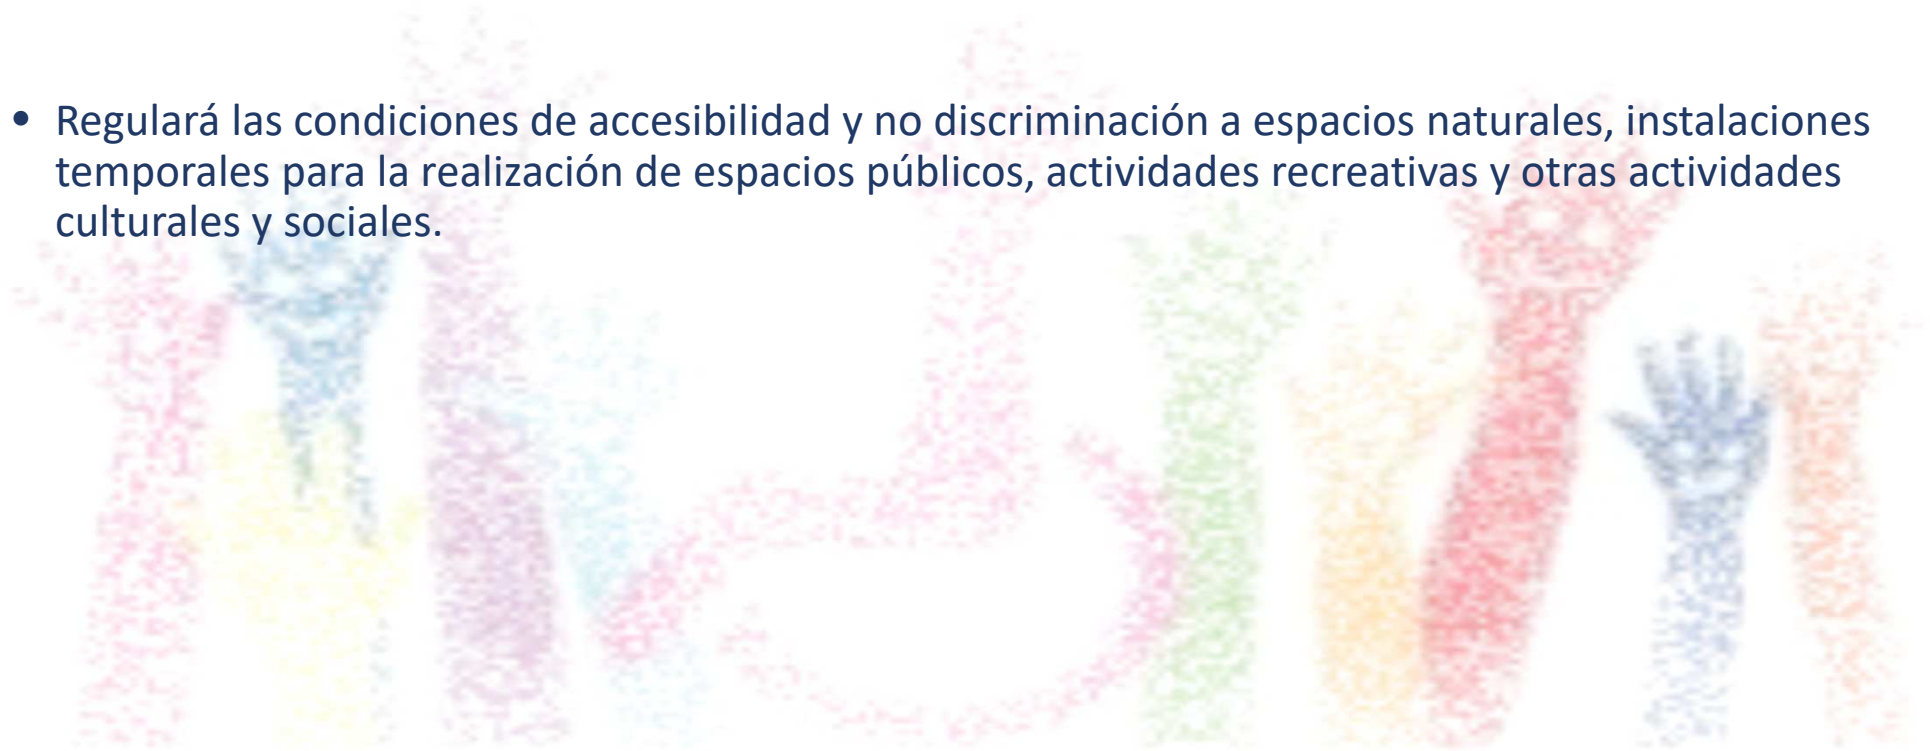 • Regulará las condiciones de accesibilidad y no discriminación a espacios naturales, instalaciones
temporales para la realización de espacios públicos, actividades recreativas y otras actividades
culturales y sociales.